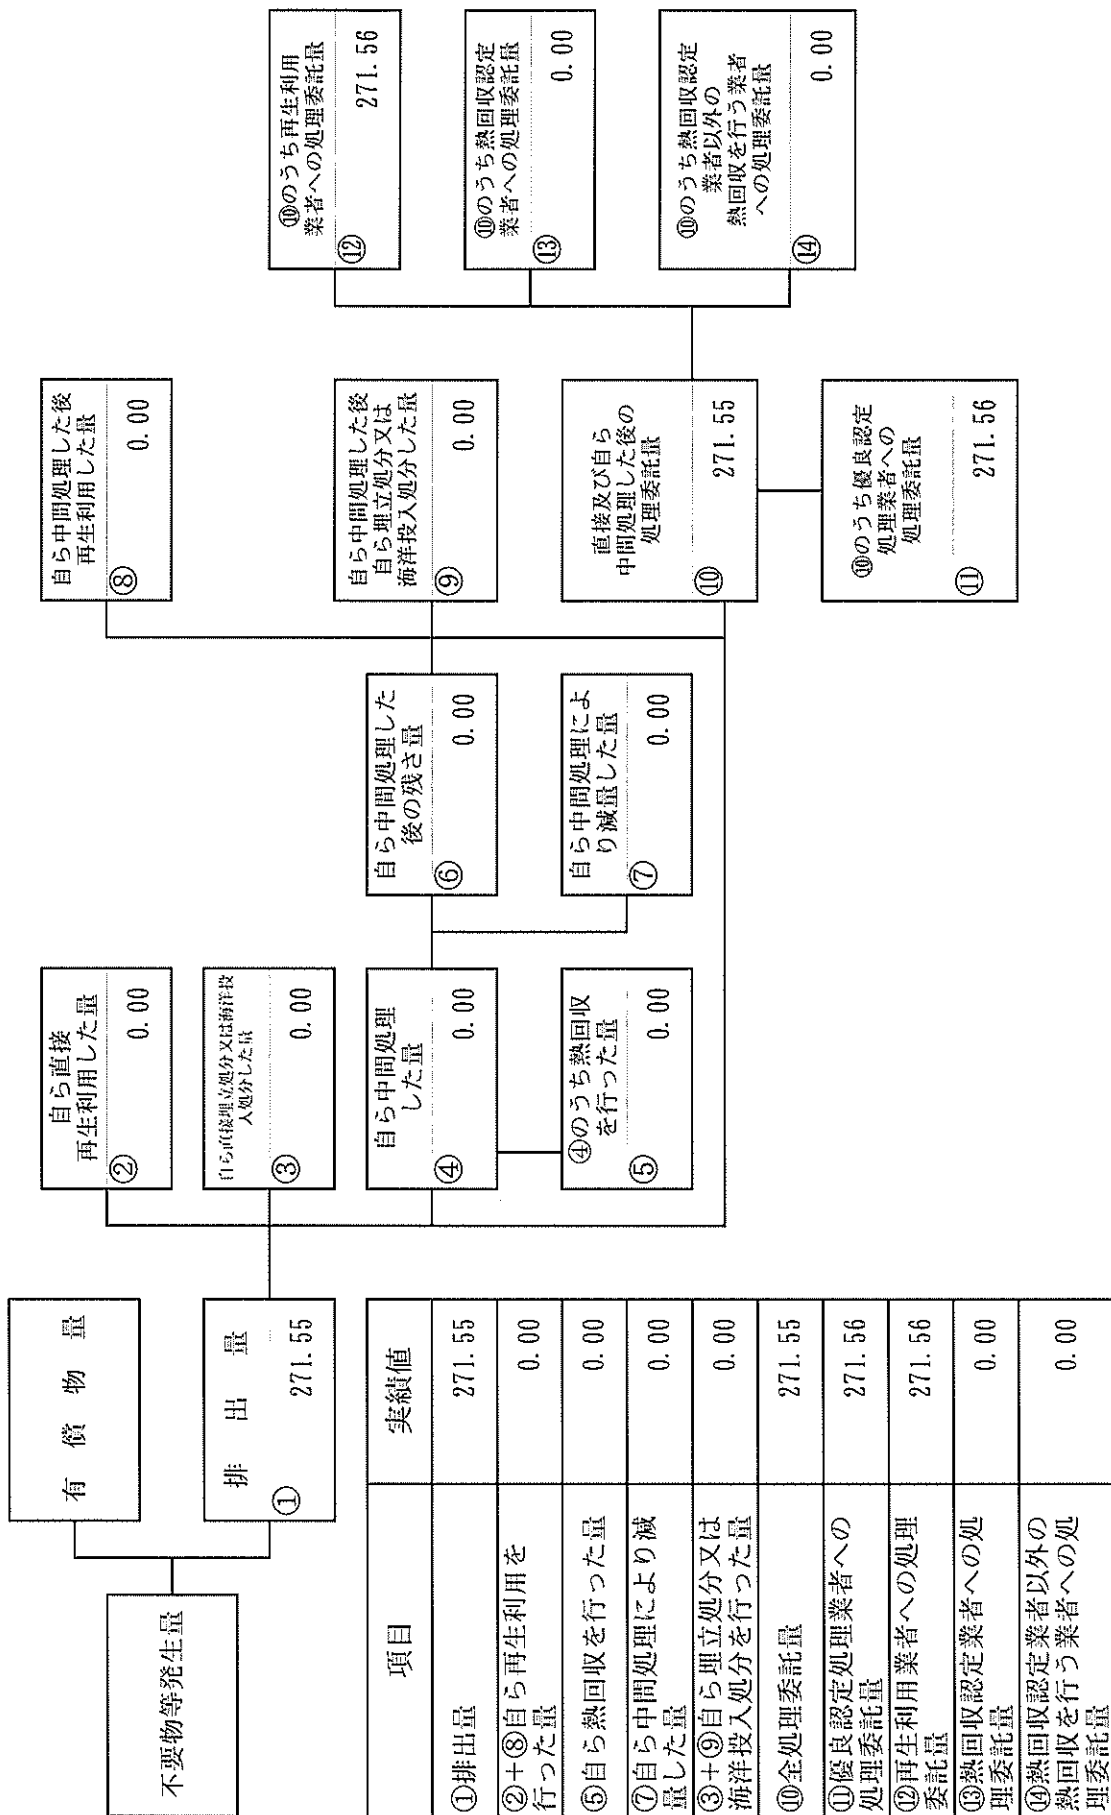 不要物等発生量
有償物量
排出量
①
271.55
自ら直接
再生利用した量
②
0.00
自ら直接埋立処分又は海洋投
入処分した量
③
0.00
自ら中間処理
した量
④
0.00
④のうち熱回収
を行った量
⑤
0.00
自ら中間処理した
後の残さ量
⑥
0.00
自ら中間処理によ
り減量した量
⑦
0.00
自ら中間処理した後
再生利用した量
⑧
0.00
自ら中間処理した後
自ら埋立処分又は
海洋投入処分した量
⑨
0.00
直接及び自ら
中間処理した後の
処理委託量
⑩
271.55
⑩のうち優良認定
処理業者への
処理委託量
⑪
271.56
⑩のうち再生利用
業者への処理委託量
⑫
271.56
⑩のうち熱回収認定
業者への処理委託量
⑬
0.00
⑩のうち熱回収認定
業者以外の
熱回収を行う業者
への処理委託量
⑭
0.00
項目 実績値
①排出量 271.55
②+⑧自ら再生利用を
行った量 0.00
⑤自ら熱回収を行った量 0.00
⑦自ら中間処理により減
量した量 0.00
③+⑨自ら埋立処分又は
海洋投入処分を行った量 0.00
⑩全処理委託量 271.55
⑪優良認定処理業者への
処理委託量 271.56
⑫再生利用業者への処理
委託量 271.56
⑬熱回収認定業者への処
理委託量 0.00
⑭熱回収認定業者以外の
熱回収を行う業者への処
理委託量 0.00